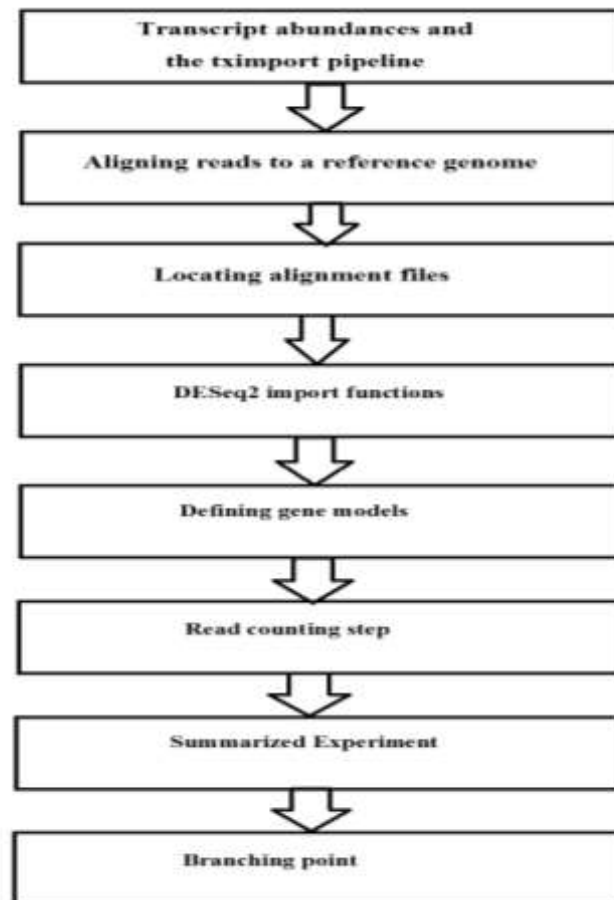 Transcript abundances and
the tximport pipeline
Aligning reads to a reference genome
Locating alignment files
DESeq2 import functions
Defining gene models
Read counting step
Summarized Experiment
Branching point